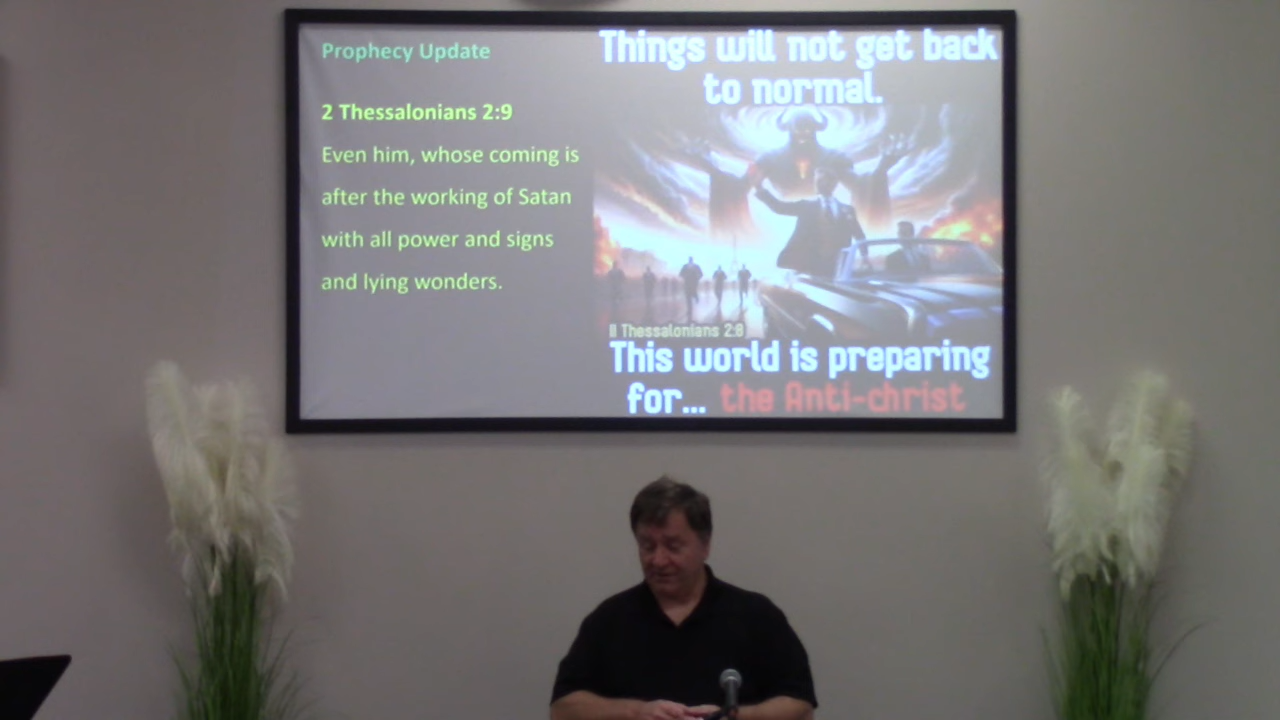 Prophecy Update
2 Thessalonians 2:9
Even him, whose coming is
after the working of Satan
with all power and signs
and lying wonders.
Things will not get back
to normal.
II Thessalonians 2:8
This world is preparing
for... the Anti-christ